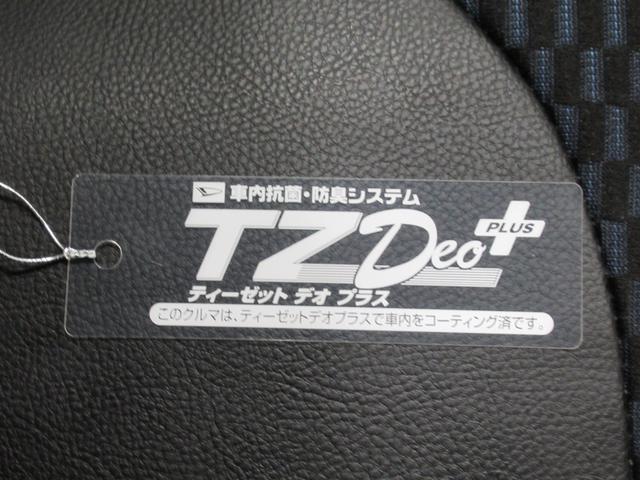 車内抗菌・防臭システム
TZ Deo PLUS
ティーゼット デオ プラス
このクルマは、ティーゼットデオプラスで車内をコーティング済です。